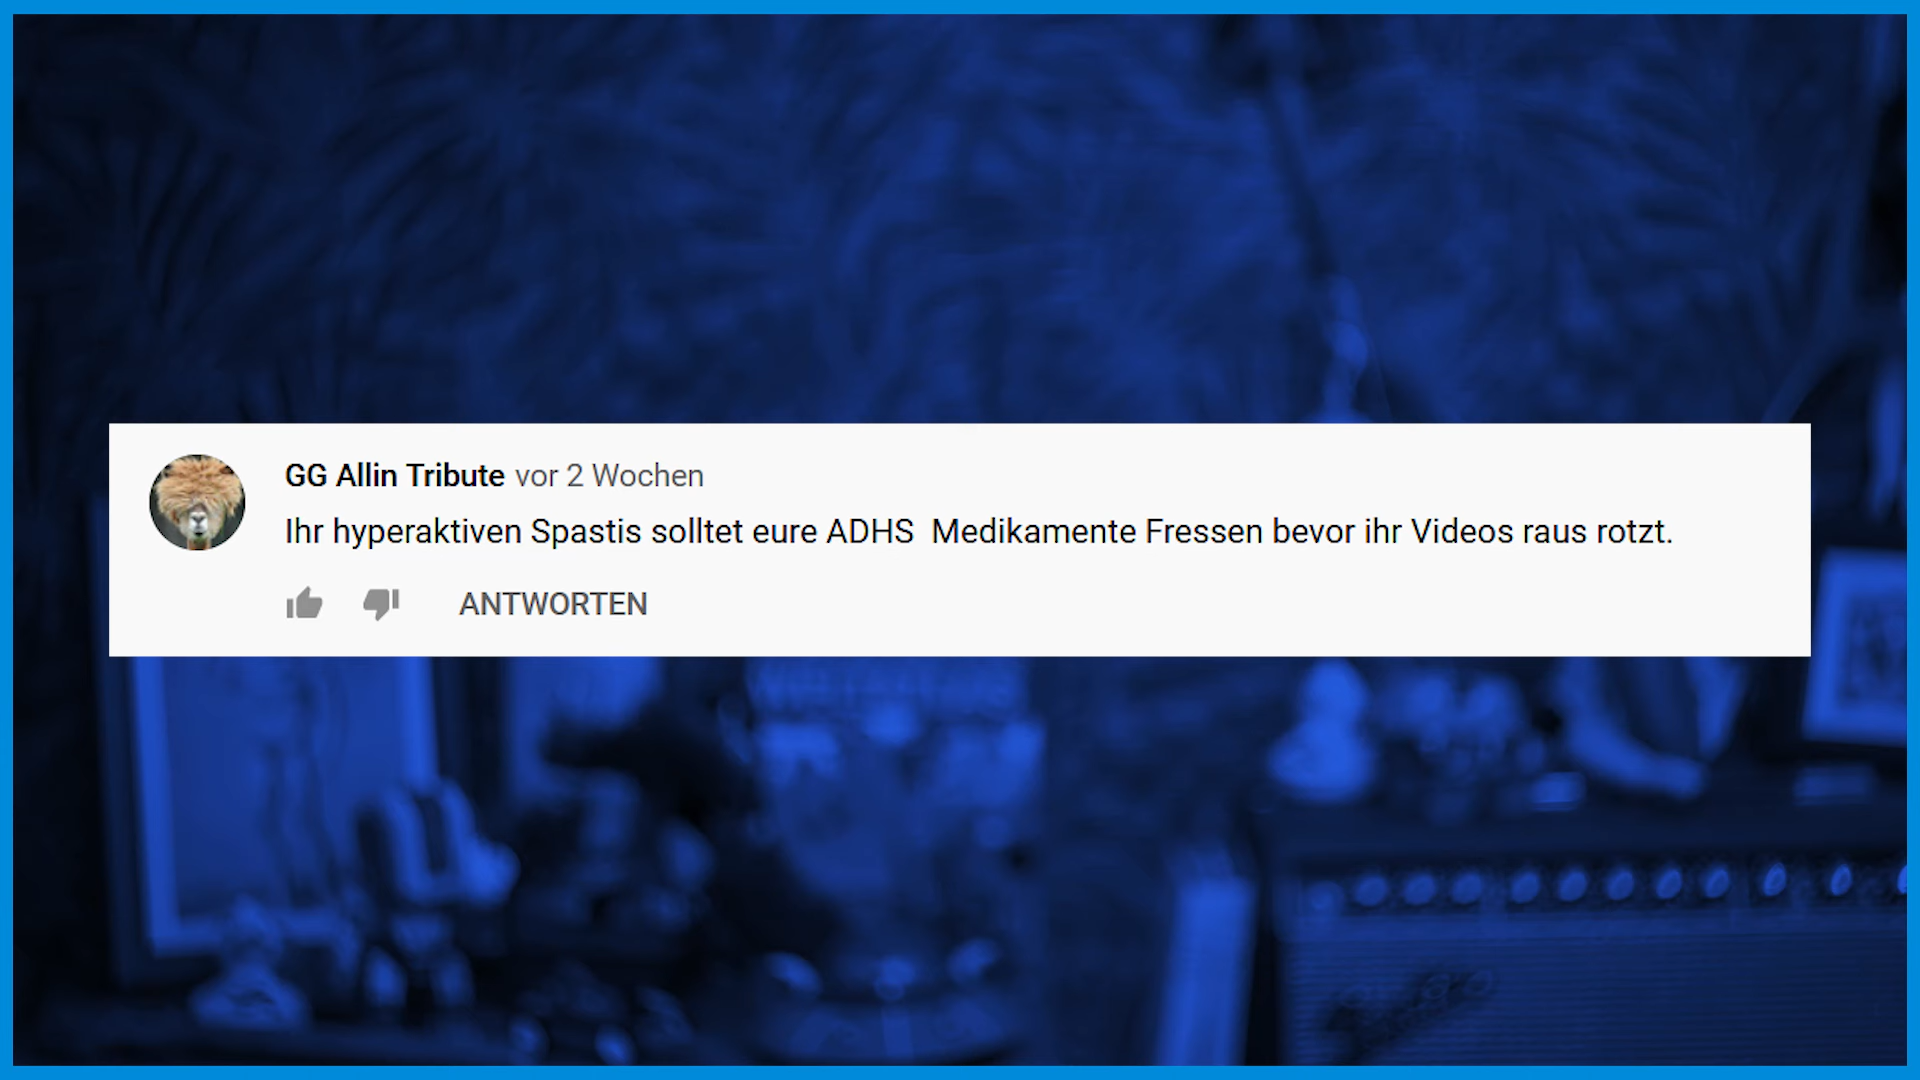 GG Allin Tribute vor 2 Wochen
Ihr hyperaktiven Spastis solltet eure ADHS  Medikamente Fressen bevor ihr Videos raus rotzt.
ANTWORTEN